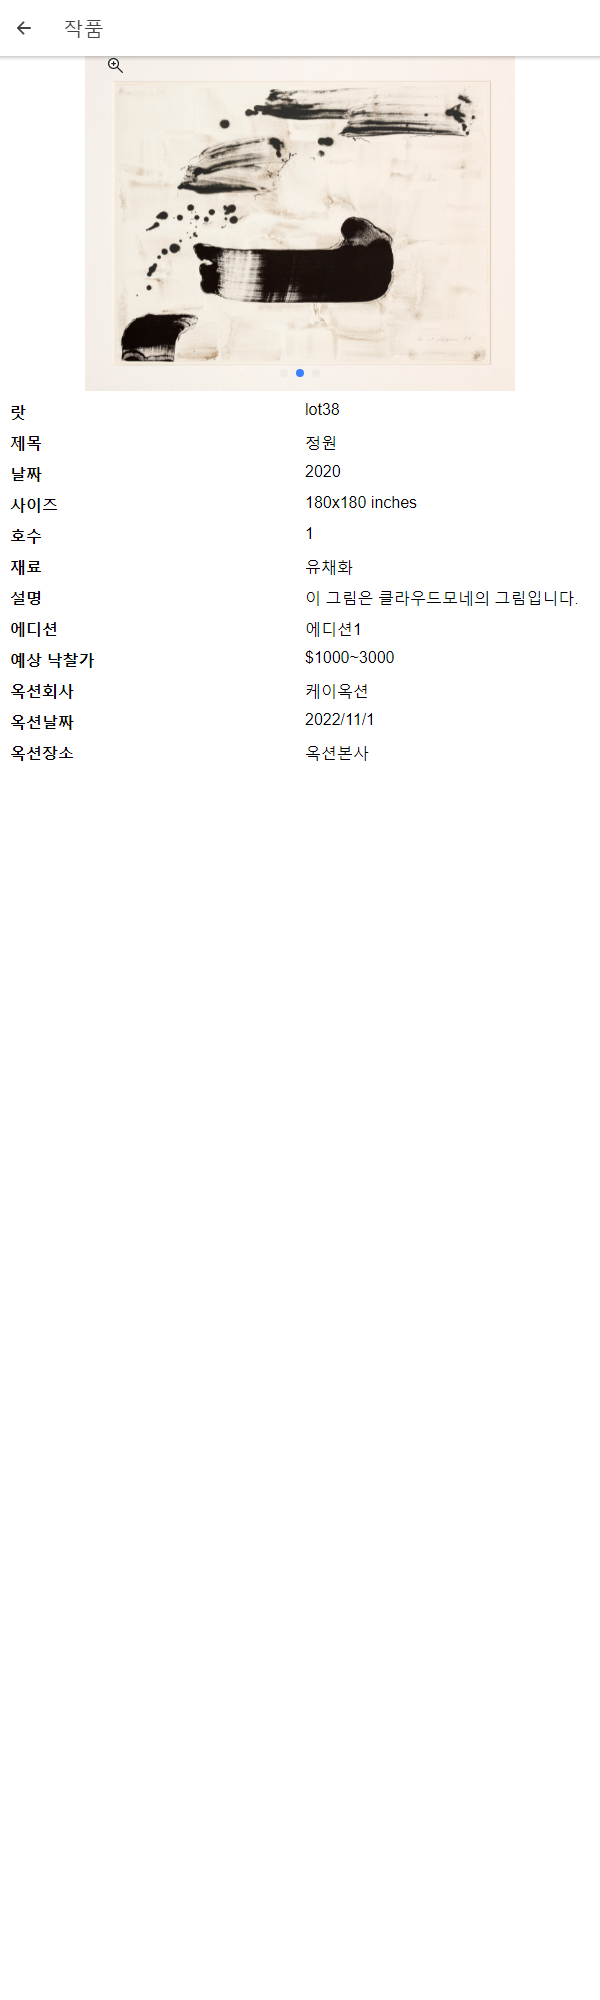 작품
랏 lot38
제목 정원
날짜 2020
사이즈 180x180 inches
호수 1
재료 유채화
설명 이 그림은 클라우드모네의 그림입니다.
에디션 에디션1
예상 낙찰가 $1000~3000
옥션회사 케이옥션
옥션날짜 2022/11/1
옥션장소 옥션본사